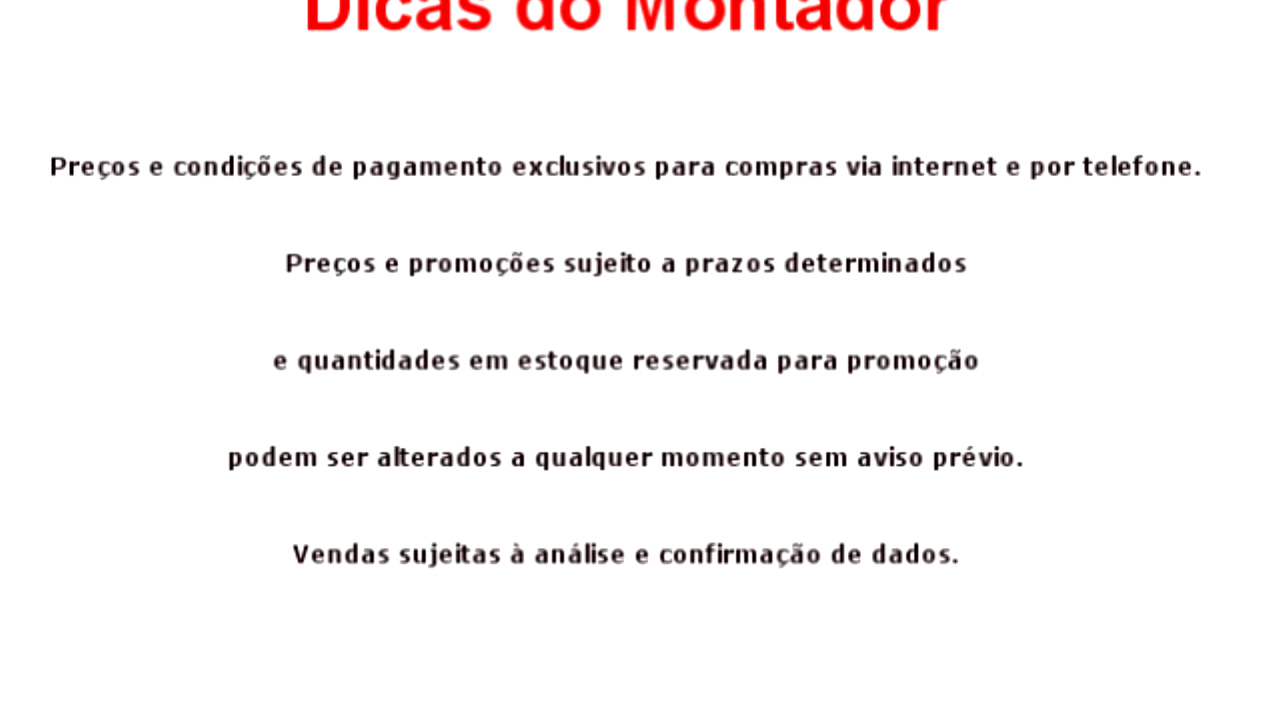 Dicas do Montador
Preços e condições de pagamento exclusivos para compras via internet e por telefone.
Preços e promoções sujeito a prazos determinados
e quantidades em estoque reservada para promoção
podem ser alterados a qualquer momento sem aviso prévio.
Vendas sujeitas à análise e confirmação de dados.